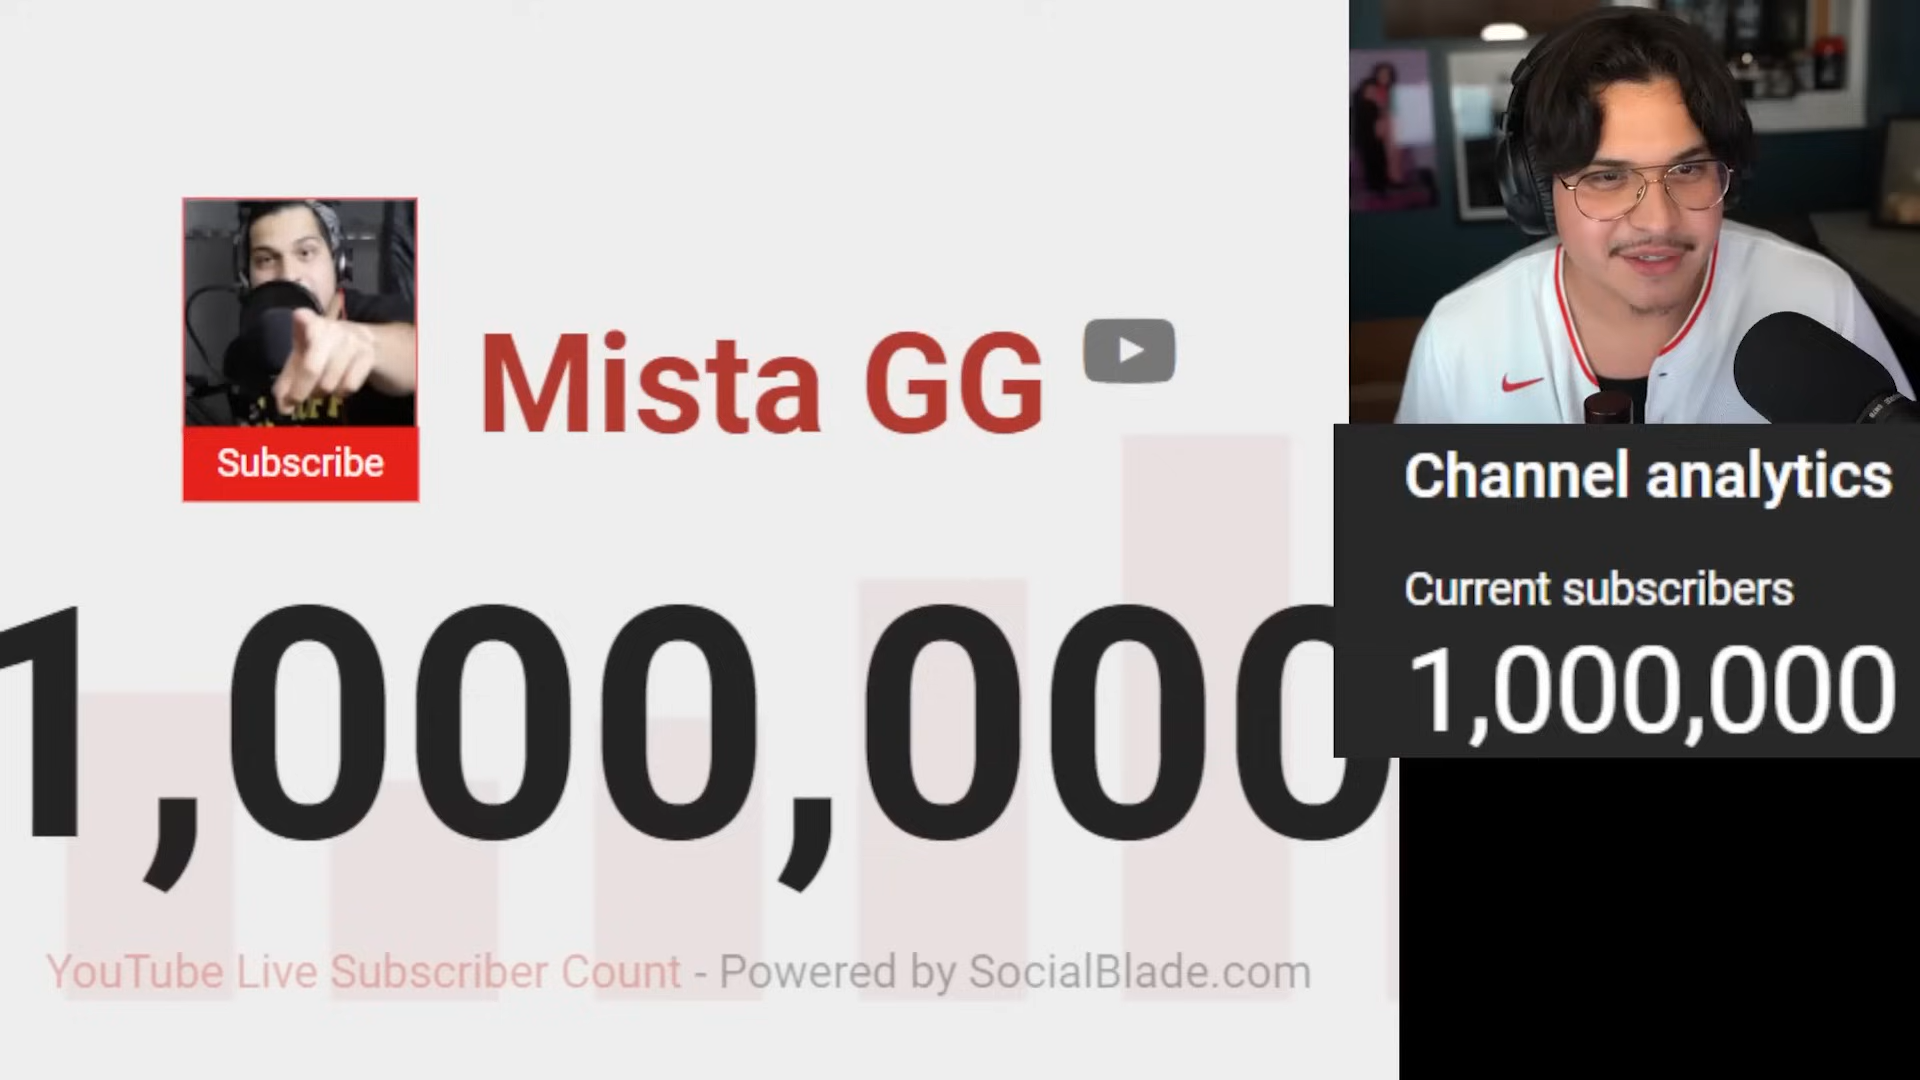 Mista GG
Subscribe
1,000,000
YouTube Live Subscriber Count - Powered by SocialBlade.com
Channel analytics
Current subscribers
1,000,000